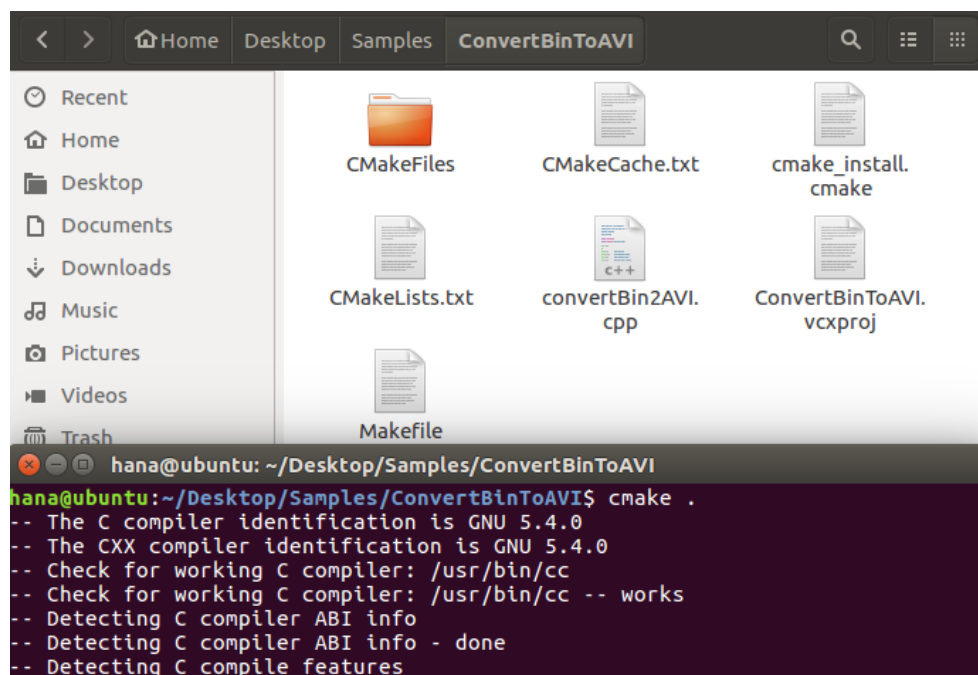 Home Desktop Samples ConvertBinToAVI
Recent
Home
Desktop
Documents
Downloads
Music
Pictures
Videos
Trash
CMakeFiles
CMakeCache.txt
cmake_install.
cmake
CMakeLists.txt
c++
convertBin2AVI.
cpp
ConvertBinToAVI.
vcxproj
Makefile
hana@ubuntu: ~/Desktop/Samples/ConvertBinToAVI
hana@ubuntu:~/Desktop/Samples/ConvertBinToAVI$ cmake .
-- The C compiler identification is GNU 5.4.0
-- The CXX compiler identification is GNU 5.4.0
-- Check for working C compiler: /usr/bin/cc
-- Check for working C compiler: /usr/bin/cc -- works
-- Detecting C compiler ABI info
-- Detecting C compiler ABI info - done
-- Detecting C compile features